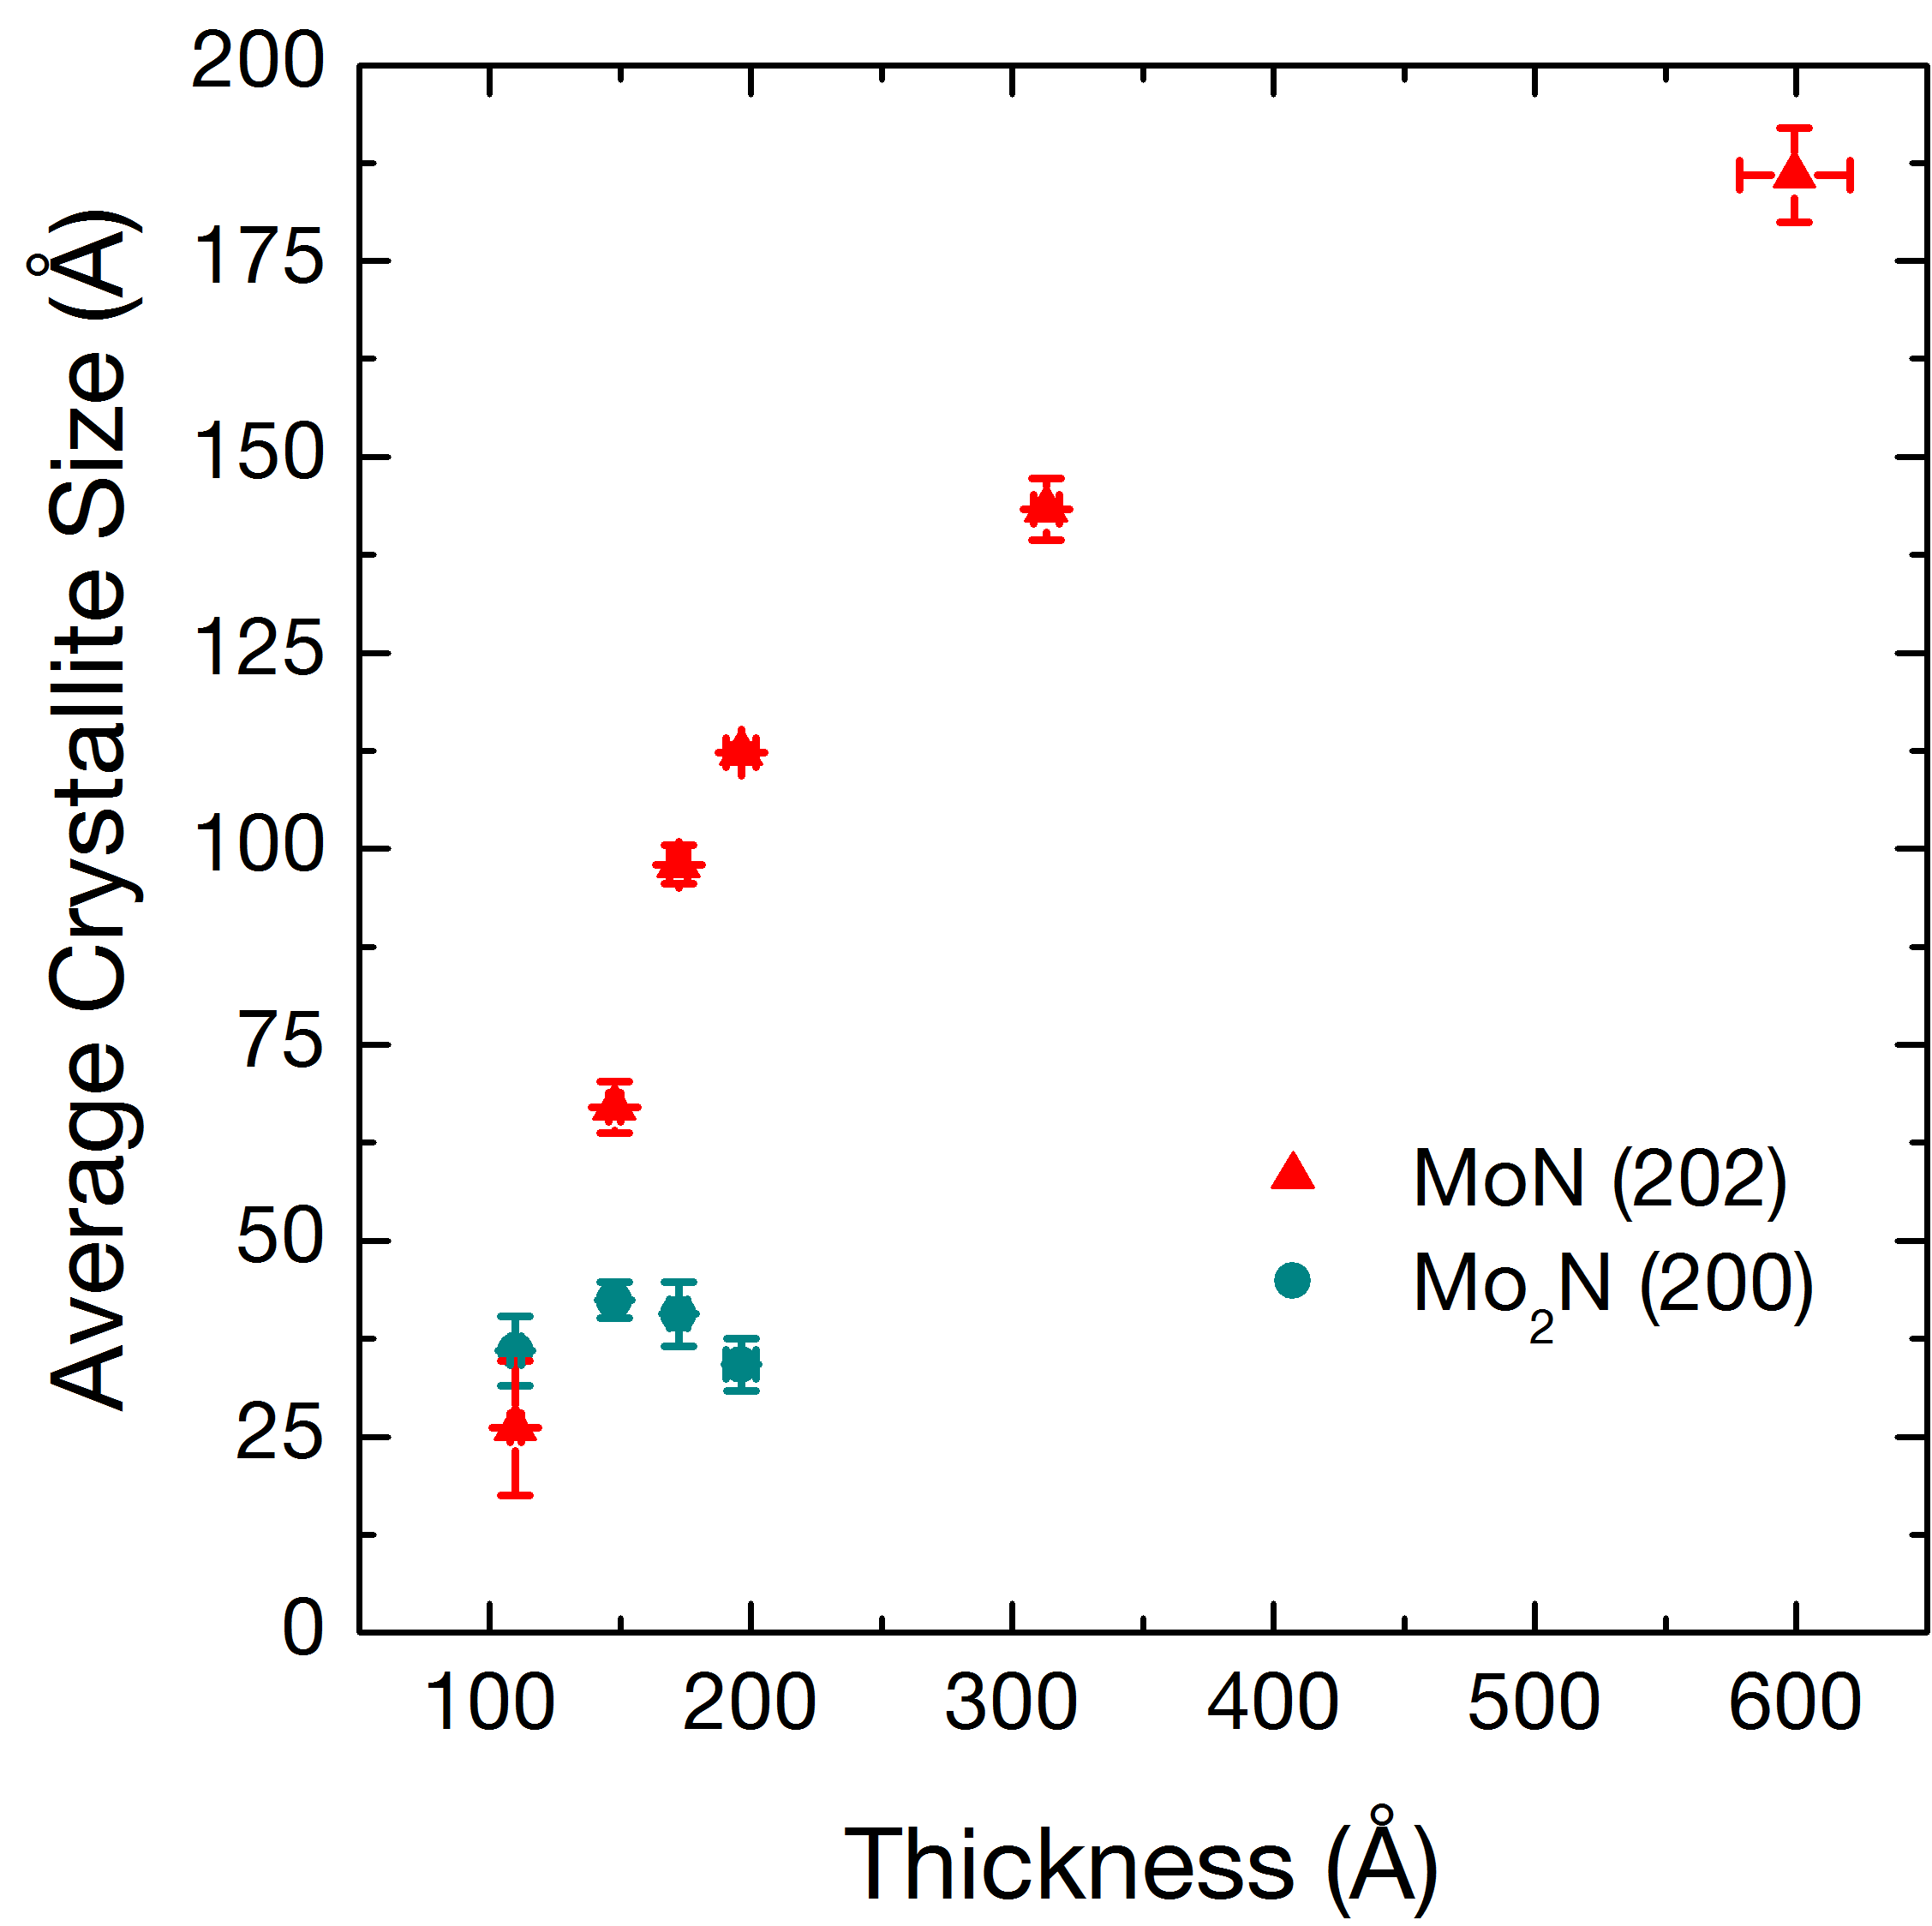 200
175
150
125
100
75
50
25
0
Average Crystallite Size (Å)
MoN (202)
Mo₂N (200)
100 200 300 400 500 600
Thickness (Å)